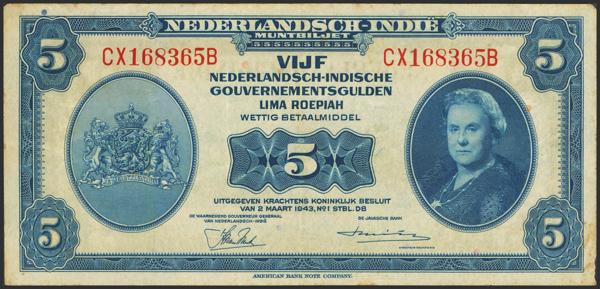 NEDERLANDSCH-INDIË
MUNTBILJET
5 5
CX168365B CX168365B
VIJF
NEDERLANDSCH-INDISCHE
GOUVERNEMENTSGULDEN
LIMA ROEPIAH
WETTIG BETAALMIDDEL
5
UITGEGEVEN KRACHTENS KONINKLIJK BESLUIT
VAN 2 MAART 1943, No1 STBL. D8
DE WAARNEMEND GOUVERNEUR GENERAAL
VAN NEDERLANDSCH-INDIË
DE JAVASCHE BANK
5 5
AMERICAN BANK NOTE COMPANY.